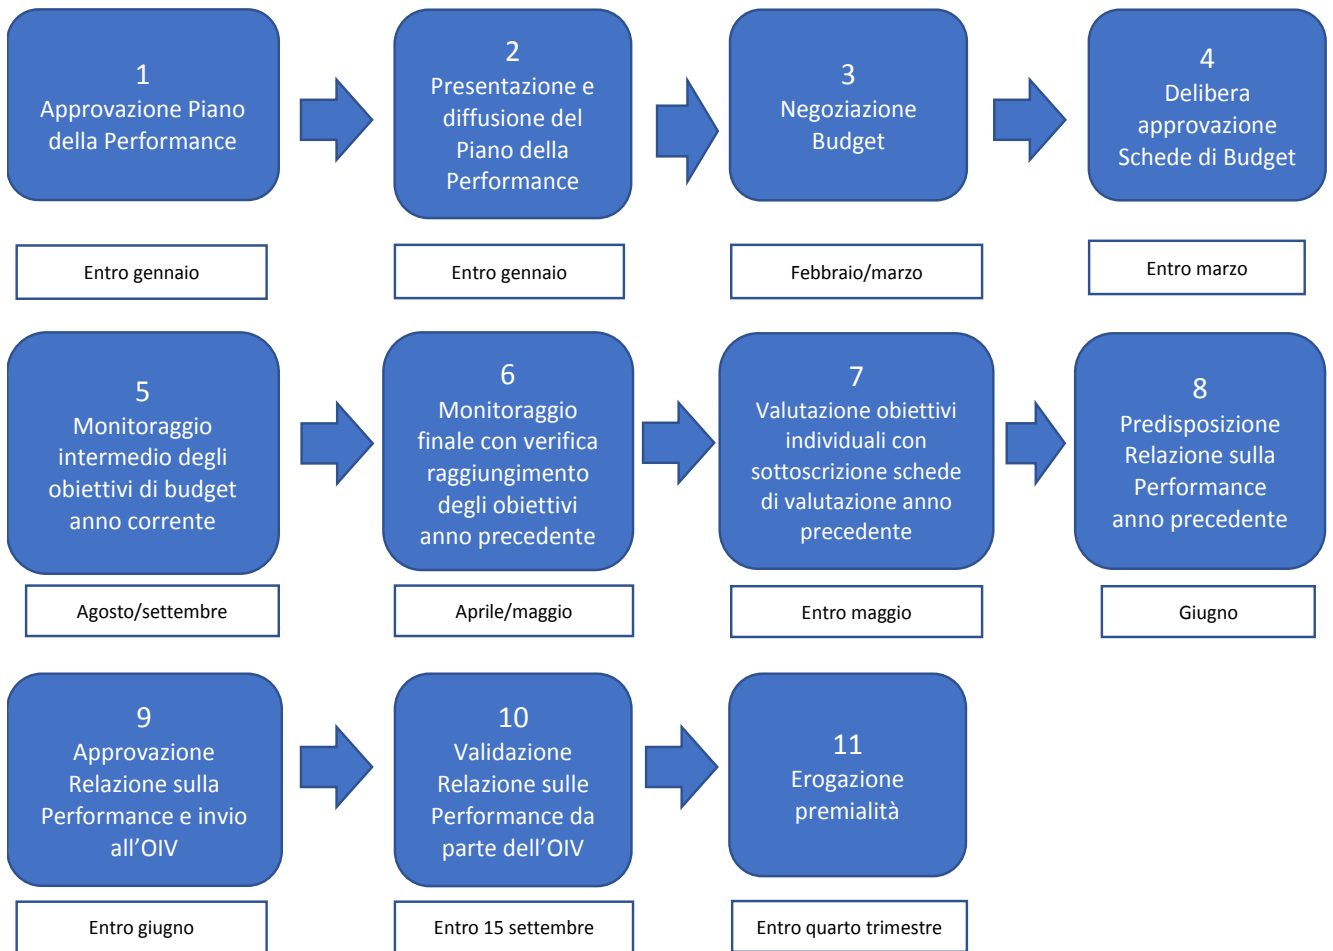 1
Approvazione Piano
della Performance
2
Presentazione e
diffusione del
Piano della
Performance
3
Negoziazione
Budget
4
Delibera
approvazione
Schede di Budget
Entro gennaio
Entro gennaio
Febbraio/marzo
Entro marzo
5
Monitoraggio
intermedio degli
obiettivi di budget
anno corrente
6
Monitoraggio
finale con verifica
raggiungimento
degli obiettivi
anno precedente
7
Valutazione obiettivi
individuali con
sottoscrizione schede
di valutazione anno
precedente
8
Predisposizione
Relazione sulla
Performance
anno precedente
Agosto/settembre
Aprile/maggio
Entro maggio
Giugno
9
Approvazione
Relazione sulla
Performance e invio
all’OIV
10
Validazione
Relazione sulle
Performance da
parte dell’OIV
11
Erogazione
premialità
Entro giugno
Entro 15 settembre
Entro quarto trimestre